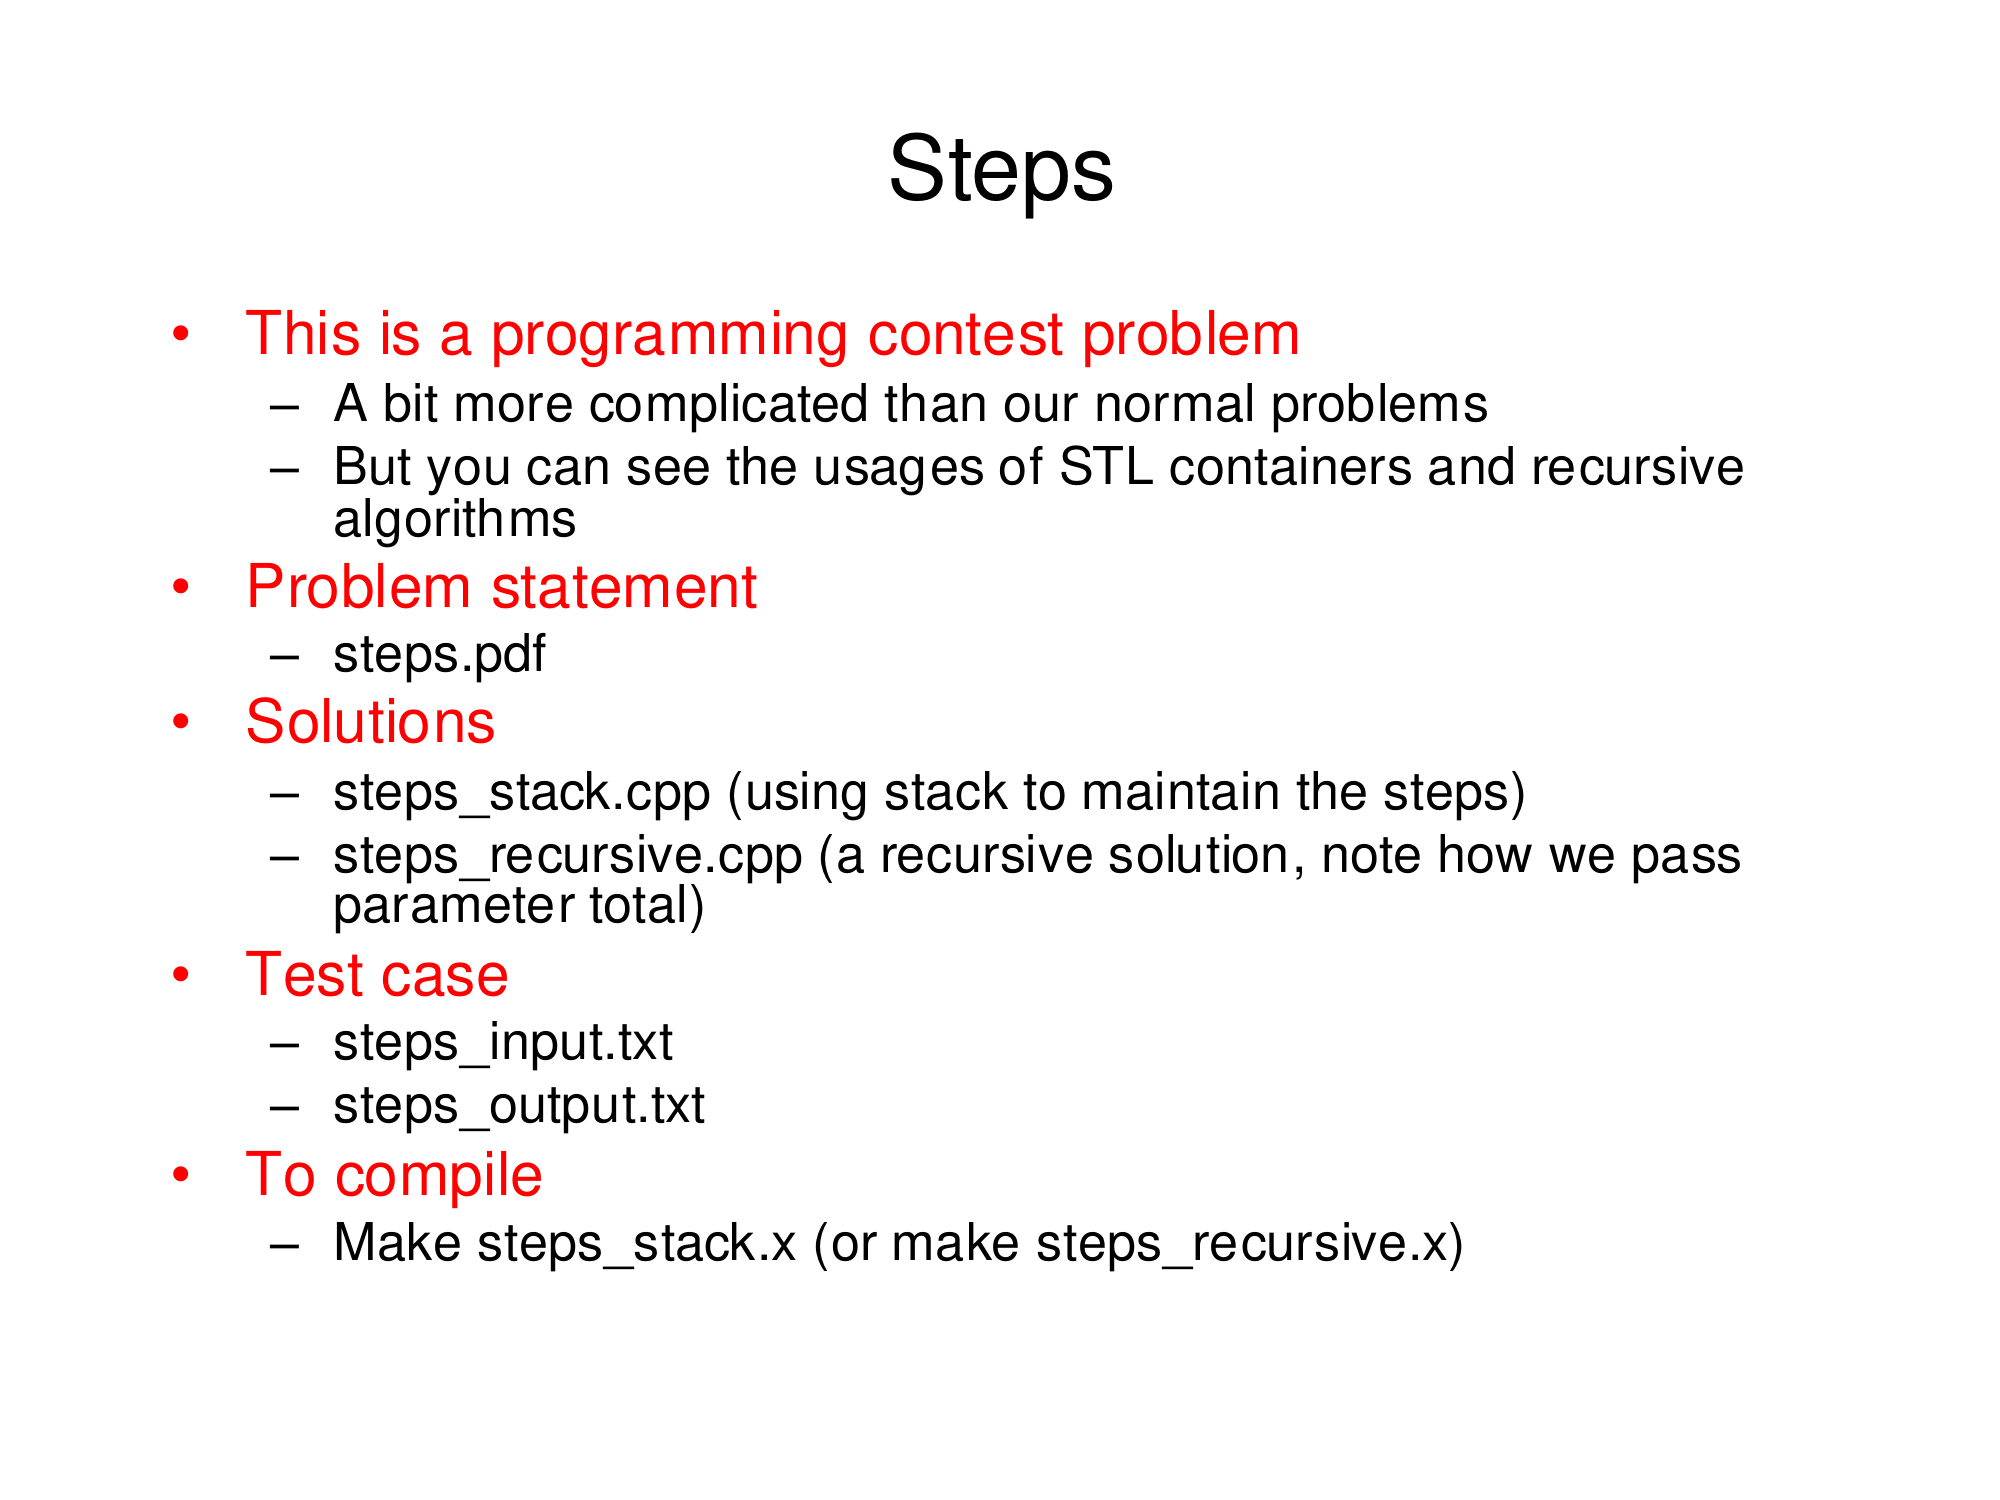 Steps
• This is a programming contest problem
– A bit more complicated than our normal problems
– But you can see the usages of STL containers and recursive
algorithms
• Problem statement
– steps.pdf
• Solutions
– steps_stack.cpp (using stack to maintain the steps)
– steps_recursive.cpp (a recursive solution, note how we pass
parameter total)
• Test case
– steps_input.txt
– steps_output.txt
• To compile
– Make steps_stack.x (or make steps_recursive.x)